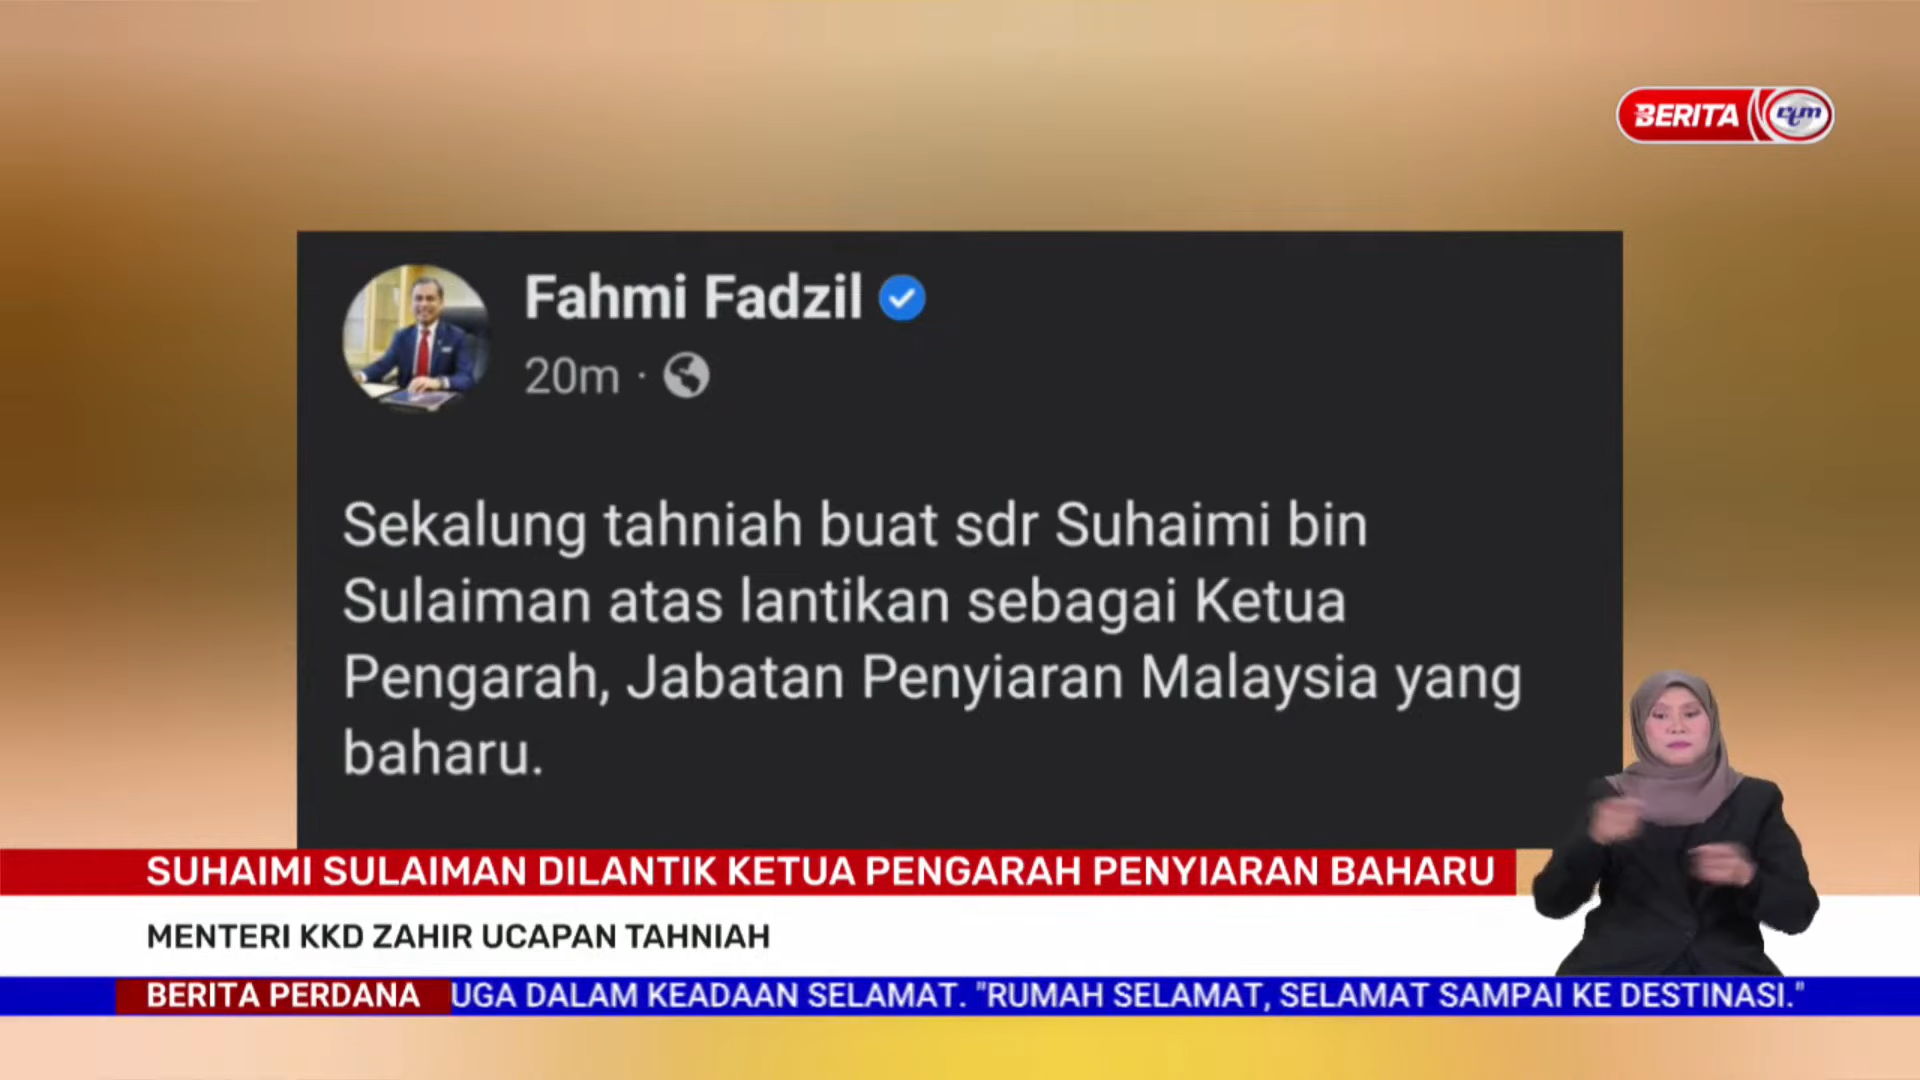 BERITA rtm
Fahmi Fadzil
20m ·
Sekalung tahniah buat sdr Suhaimi bin
Sulaiman atas lantikan sebagai Ketua
Pengarah, Jabatan Penyiaran Malaysia yang
baharu.
SUHAIMI SULAIMAN DILANTIK KETUA PENGARAH PENYIARAN BAHARU
MENTERI KKD ZAHIR UCAPAN TAHNIAH
BERITA PERDANA UGA DALAM KEADAAN SELAMAT. "RUMAH SELAMAT, SELAMAT SAMPAI KE DESTINASI."